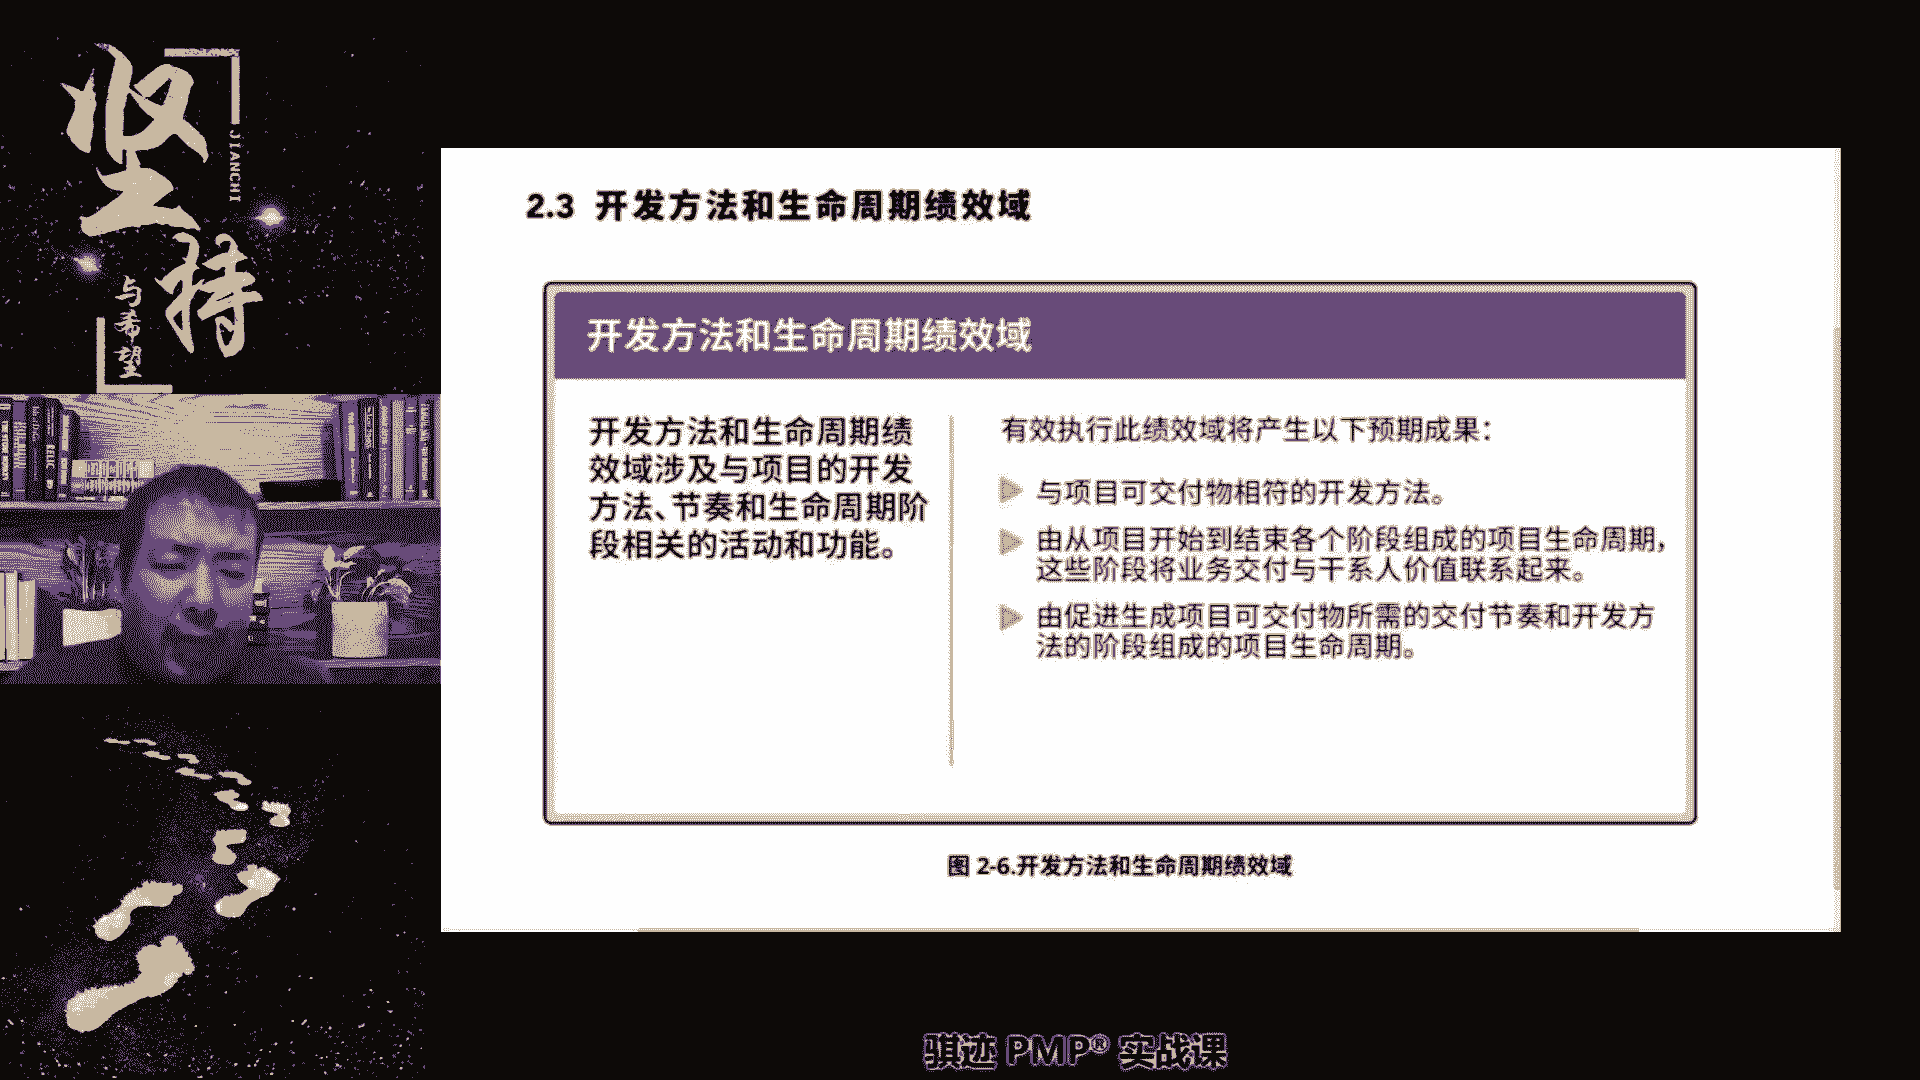 坚持
JIANCHI
与希望
2.3 开发方法和生命周期绩效域
开发方法和生命周期绩效域
开发方法和生命周期绩
效域涉及与项目的开发
方法、节奏和生命周期阶
段相关的活动和功能。
有效执行此绩效域将产生以下预期成果：
与项目可交付物相符的开发方法。
由从项目开始到结束各个阶段组成的项目生命周期，
这些阶段将业务交付与干系人价值联系起来。
由促进生成项目可交付物所需的交付节奏和开发方
法的阶段组成的项目生命周期。
图 2-6.开发方法和生命周期绩效域
骐迹 PMP® 实战课